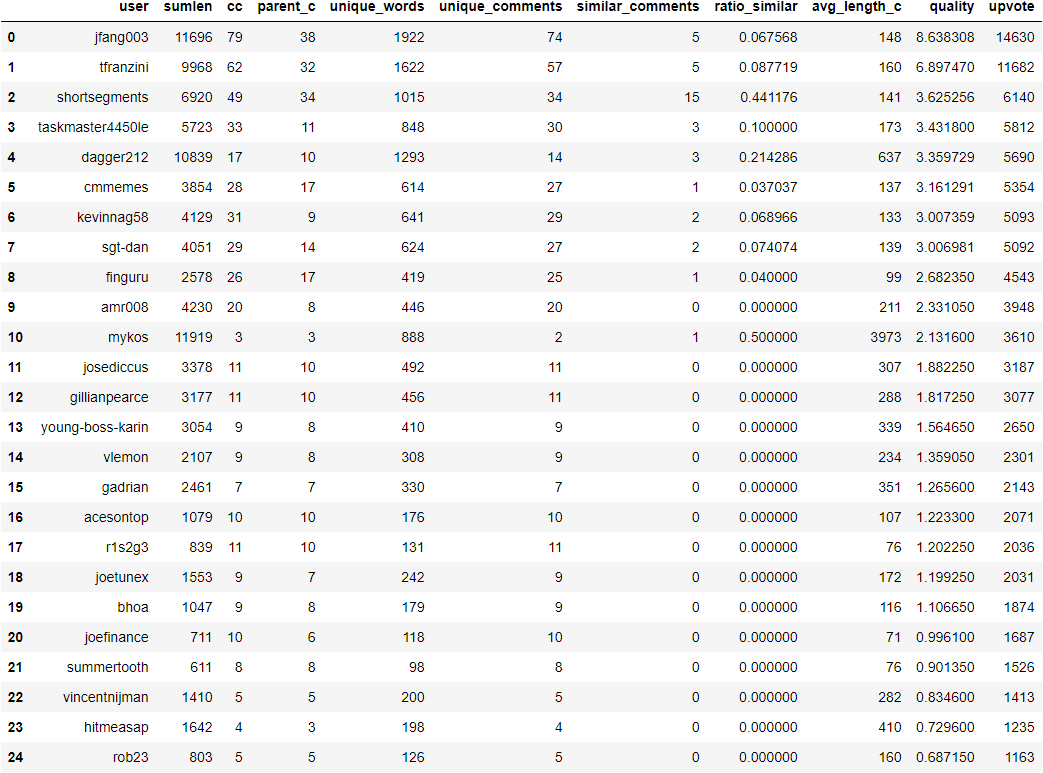 user sumlen cc parent_c unique_words unique_comments similar_comments ratio_similar avg_length_c quality upvote
0 jfang003 11696 79 38 1922 74 5 0.067568 148 8.638308 14630
1 tfranzini 9968 62 32 1622 57 5 0.087719 160 6.897470 11682
2 shortsegments 6920 49 34 1015 34 15 0.441176 141 3.625256 6140
3 taskmaster4450le 5723 33 11 848 30 3 0.100000 173 3.431800 5812
4 dagger212 10839 17 10 1293 14 3 0.214286 637 3.359729 5690
5 cmmemes 3854 28 17 614 27 1 0.037037 137 3.161291 5354
6 kevinnag58 4129 31 9 641 29 2 0.068966 133 3.007359 5093
7 sgt-dan 4051 29 14 624 27 2 0.074074 139 3.006981 5092
8 finguru 2578 26 17 419 25 1 0.040000 99 2.682350 4543
9 amr008 4230 20 8 446 20 0 0.000000 211 2.331050 3948
10 mykos 11919 3 3 888 2 1 0.500000 3973 2.131600 3610
11 josediccus 3378 11 10 492 11 0 0.000000 307 1.882250 3187
12 gillianpearce 3177 11 10 456 11 0 0.000000 288 1.817250 3077
13 young-boss-karin 3054 9 8 410 9 0 0.000000 339 1.564650 2650
14 vlemon 2107 9 8 308 9 0 0.000000 234 1.359050 2301
15 gadrian 2461 7 7 330 7 0 0.000000 351 1.265600 2143
16 acesontop 1079 10 10 176 10 0 0.000000 107 1.223300 2071
17 r1s2g3 839 11 10 131 11 0 0.000000 76 1.202250 2036
18 joetunex 1553 9 7 242 9 0 0.000000 172 1.199250 2031
19 bhoa 1047 9 8 179 9 0 0.000000 116 1.106650 1874
20 joefinance 711 10 6 118 10 0 0.000000 71 0.996100 1687
21 summertooth 611 8 8 98 8 0 0.000000 76 0.901350 1526
22 vincentnijman 1410 5 5 200 5 0 0.000000 282 0.834600 1413
23 hitmeasap 1642 4 3 198 4 0 0.000000 410 0.729600 1235
24 rob23 803 5 5 126 5 0 0.000000 160 0.687150 1163